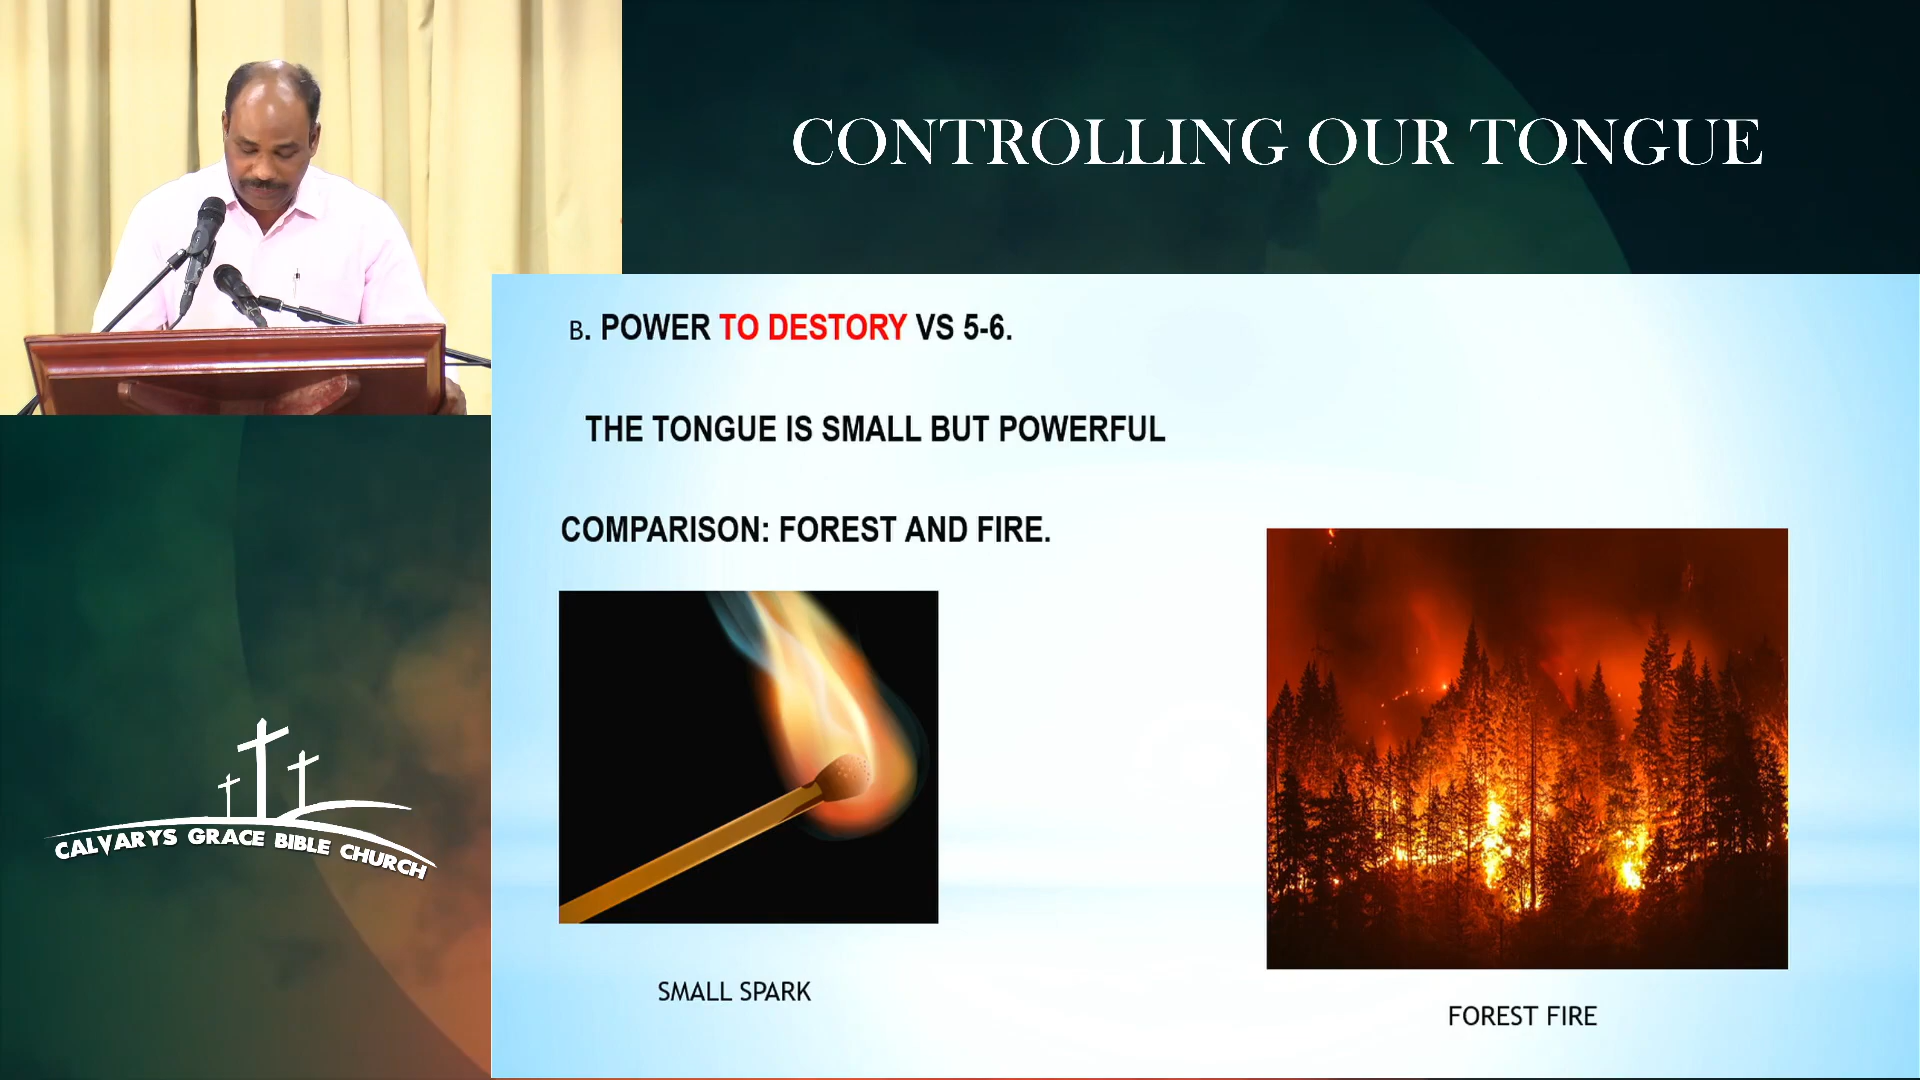 CONTROLLING OUR TONGUE
B. POWER TO DESTORY VS 5-6.
THE TONGUE IS SMALL BUT POWERFUL
COMPARISON: FOREST AND FIRE.
SMALL SPARK
FOREST FIRE
CALVARYS GRACE BIBLE CHURCH